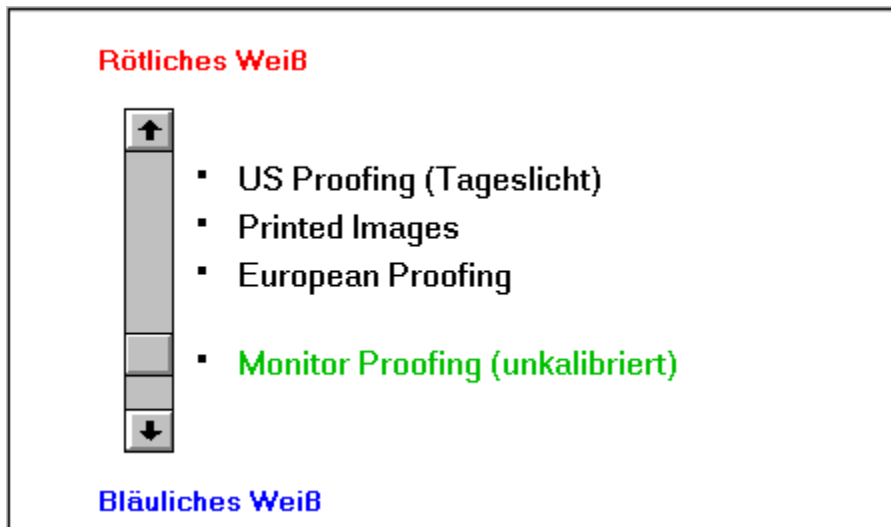 Rötliches Weiß
US Proofing (Tageslicht)
Printed Images
European Proofing
Monitor Proofing (unkalibriert)
Bläuliches Weiß